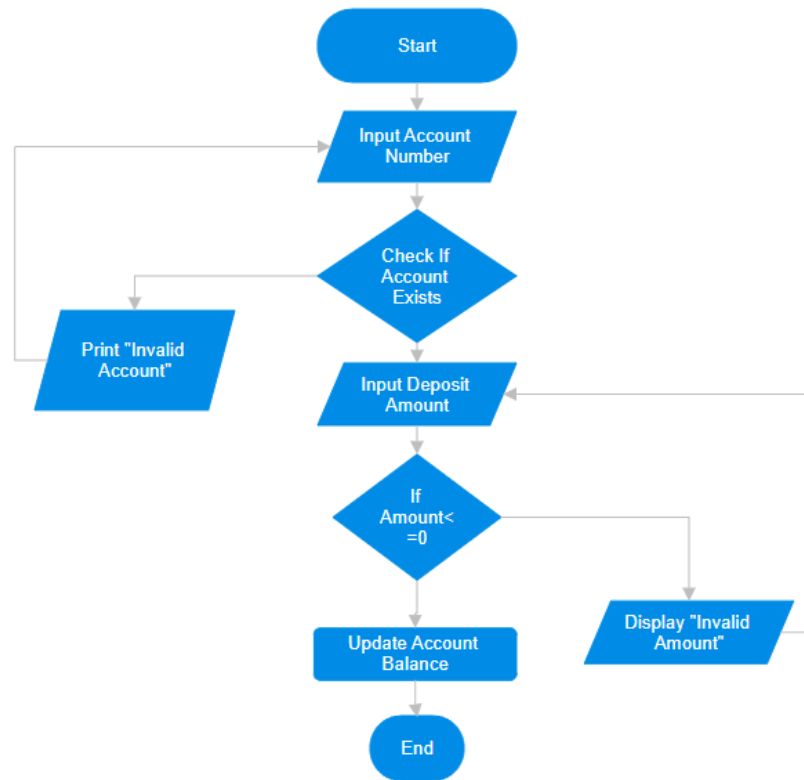 Start
Input Account
Number
Check If
Account
Exists
Print "Invalid
Account"
Input Deposit
Amount
If
Amount<
=0
Display "Invalid
Amount"
Update Account
Balance
End